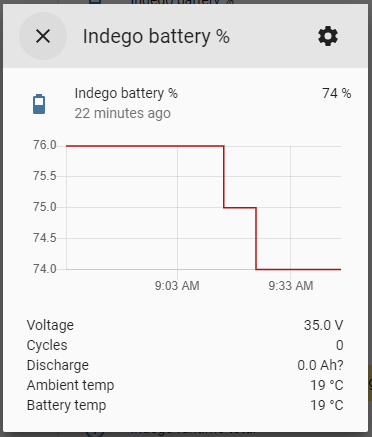 Indego battery %
Indego battery %
74 %
22 minutes ago
76.0
75.5
75.0
74.5
74.0
9:03 AM
9:33 AM
Voltage
35.0 V
Cycles
0
Discharge
0.0 Ah?
Ambient temp
19 °C
Battery temp
19 °C